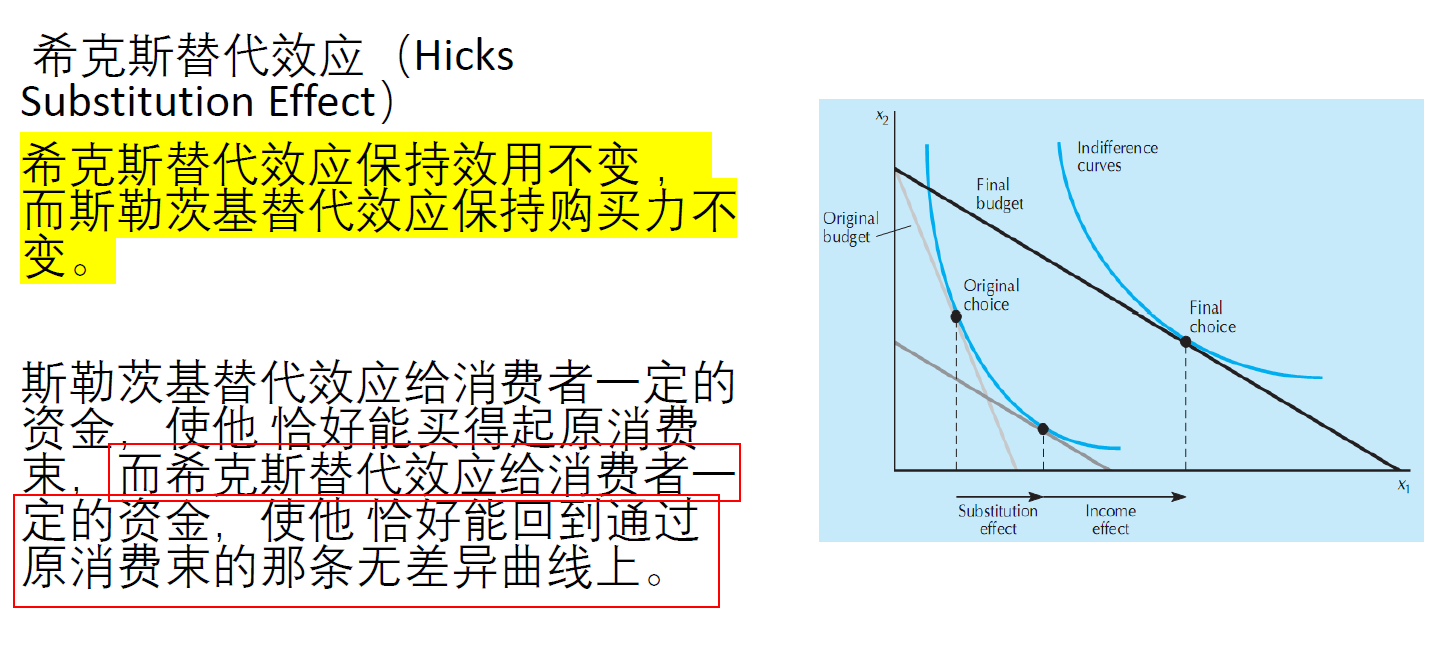 希克斯替代效应（Hicks
Substitution Effect）
希克斯替代效应保持效用不变，
而斯勒茨基替代效应保持购买力不
变。
斯勒茨基替代效应给消费者一定的
资金，使他 恰好能买得起原消费
束，而希克斯替代效应给消费者一
定的资金，使他 恰好能回到通过
原消费束的那条无差异曲线上。
x2
Indifference
curves
Final
budget
Original
budget
Original
choice
Final
choice
x1
Substitution
effect
Income
effect